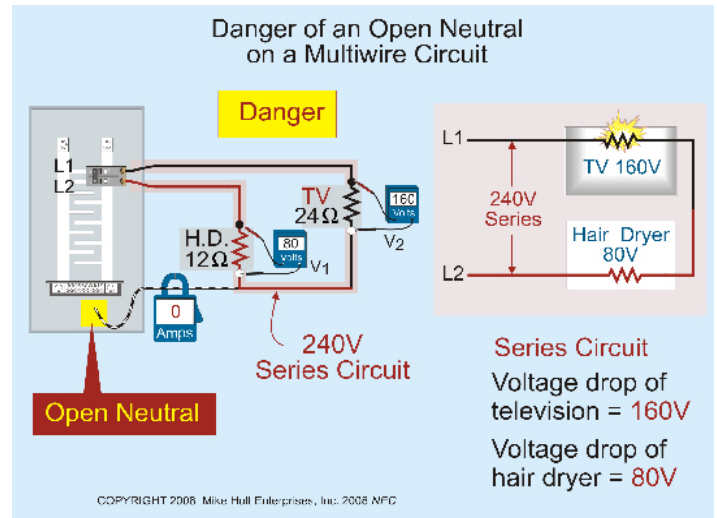 Danger of an Open Neutral
on a Multiwire Circuit
Danger
L1
L2
TV
24Ω
160
Volts
V2
H.D.
12Ω
80
Volts
V1
0
Amps
240V
Series Circuit
Open Neutral
L1
TV 160V
240V
Series
Hair Dryer
80V
L2
Series Circuit
Voltage drop of
television = 160V
Voltage drop of
hair dryer = 80V
COPYRIGHT 2008 Mike Holt Enterprises, Inc. 2008 NEC